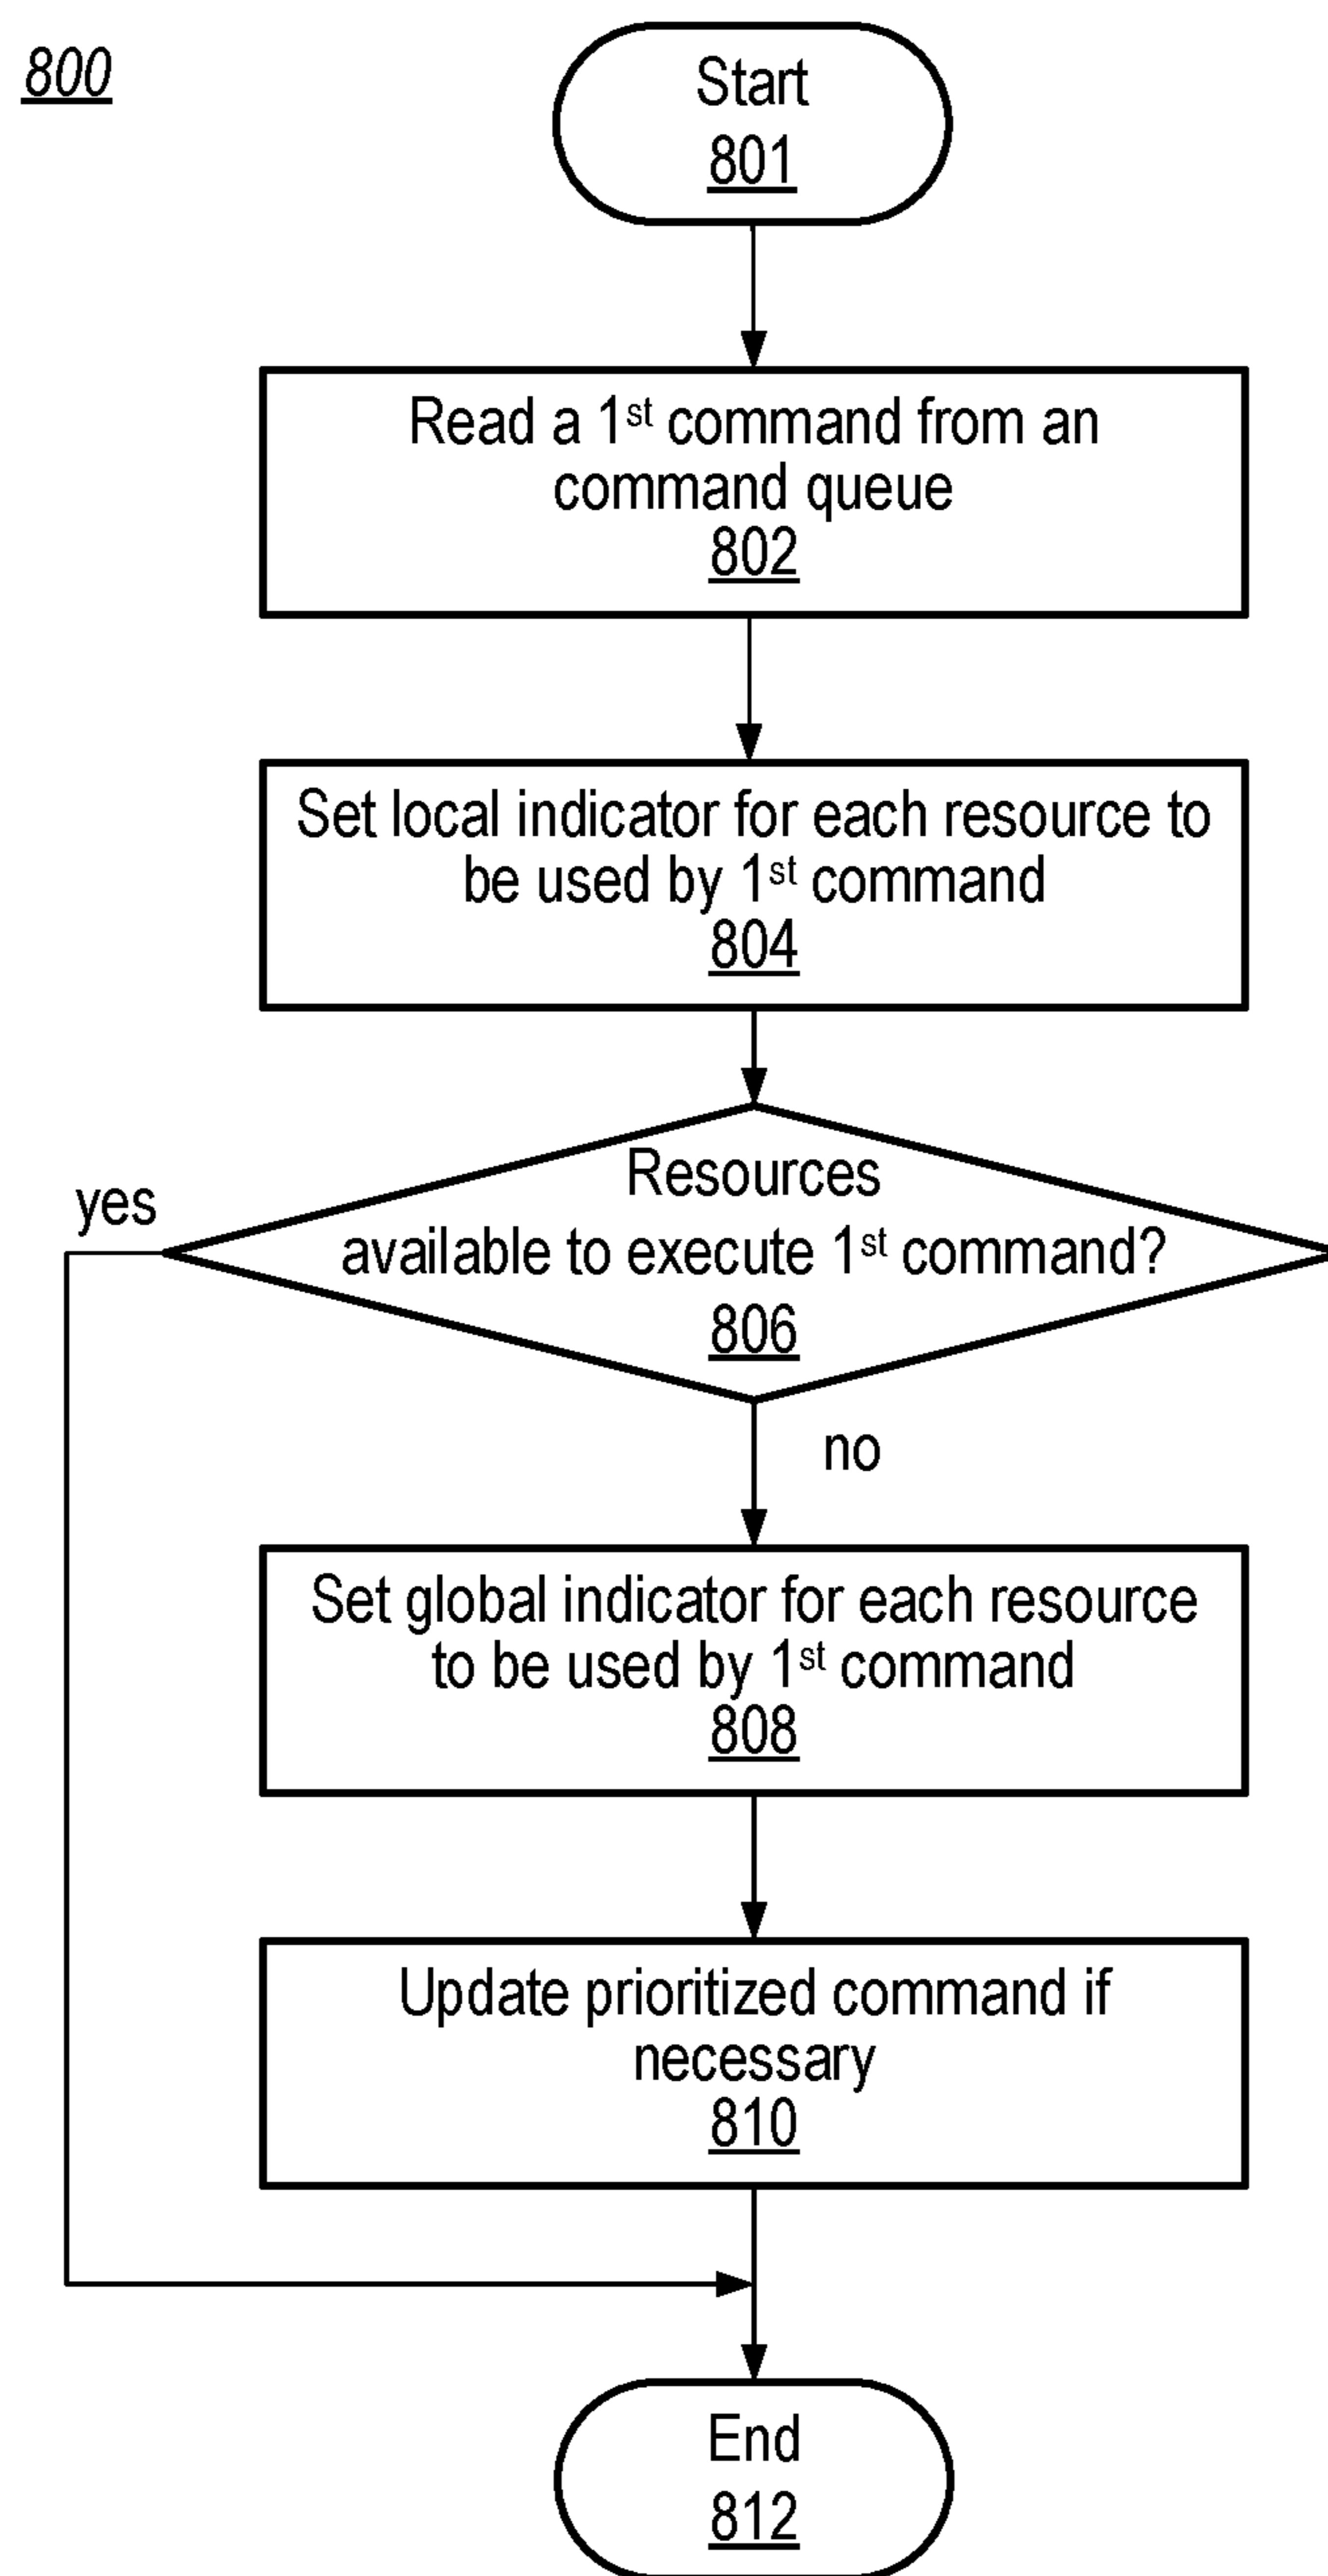 800
Start
801
Read a 1st command from an
command queue
802
Set local indicator for each resource to
be used by 1st command
804
Resources
available to execute 1st command?
806
yes
no
Set global indicator for each resource
to be used by 1st command
808
Update prioritized command if
necessary
810
End
812